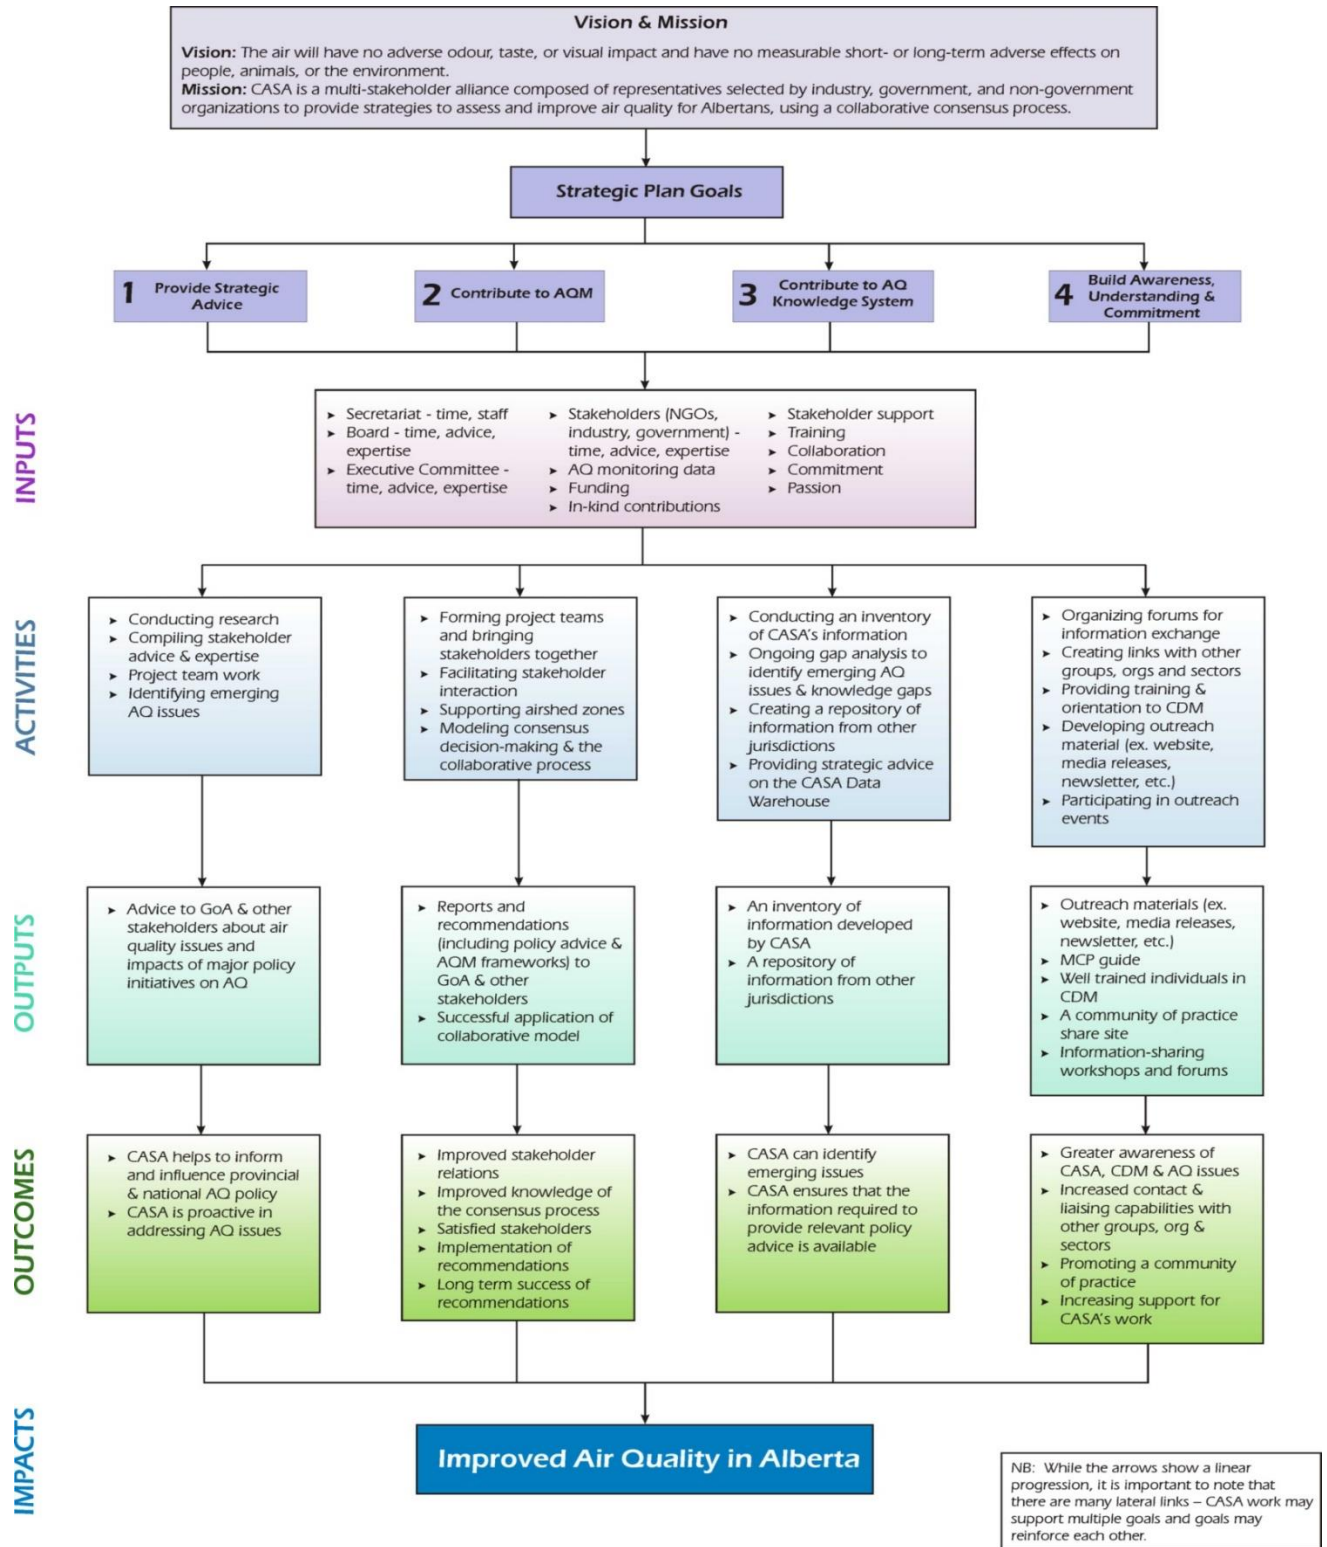 Vision & Mission
Vision: The air will have no adverse odour, taste, or visual impact and have no measurable short- or long-term adverse effects on
people, animals, or the environment.
Mission: CASA is a multi-stakeholder alliance composed of representatives selected by industry, government, and non-government
organizations to provide strategies to assess and improve air quality for Albertans, using a collaborative consensus process.
Strategic Plan Goals
1 Provide Strategic
Advice
2 Contribute to AQM
3 Contribute to AQ
Knowledge System
4 Build Awareness,
Understanding &
Commitment
INPUTS
➤ Secretariat - time, staff
➤ Board - time, advice,
expertise
➤ Executive Committee -
time, advice, expertise
➤ Stakeholders (NGOs,
industry, government) -
time, advice, expertise
➤ AQ monitoring data
➤ Funding
➤ In-kind contributions
➤ Stakeholder support
➤ Training
➤ Collaboration
➤ Commitment
➤ Passion
ACTIVITIES
➤ Conducting research
➤ Compiling stakeholder
advice & expertise
➤ Project team work
➤ Identifying emerging
AQ issues
➤ Forming project teams
and bringing
stakeholders together
➤ Facilitating stakeholder
interaction
➤ Supporting airshed zones
➤ Modeling consensus
decision-making & the
collaborative process
➤ Conducting an inventory
of CASA's information
➤ Ongoing gap analysis to
identify emerging AQ
issues & knowledge gaps
➤ Creating a repository of
information from other
jurisdictions
➤ Providing strategic advice
on the CASA Data
Warehouse
➤ Organizing forums for
information exchange
➤ Creating links with other
groups, orgs and sectors
➤ Providing training &
orientation to CDM
➤ Developing outreach
material (ex. website,
media releases,
newsletter, etc.)
➤ Participating in outreach
events
OUTPUTS
➤ Advice to GoA & other
stakeholders about air
quality issues and
impacts of major policy
initiatives on AQ
➤ Reports and
recommendations
(including policy advice &
AQM frameworks) to
GoA & other
stakeholders
➤ Successful application of
collaborative model
➤ An inventory of
information developed
by CASA
➤ A repository of
information from other
jurisdictions
➤ Outreach materials (ex.
website, media releases,
newsletter, etc.)
➤ MCP guide
➤ Well trained individuals in
CDM
➤ A community of practice
share site
➤ Information-sharing
workshops and forums
OUTCOMES
➤ CASA helps to inform
and influence provincial
& national AQ policy
➤ CASA is proactive in
addressing AQ issues
➤ Improved stakeholder
relations
➤ Improved knowledge of
the consensus process
➤ Satisfied stakeholders
➤ Implementation of
recommendations
➤ Long term success of
recommendations
➤ CASA can identify
emerging issues
➤ CASA ensures that the
information required to
provide relevant policy
advice is available
➤ Greater awareness of
CASA, CDM & AQ issues
➤ Increased contact &
liaising capabilities with
other groups, org &
sectors
➤ Promoting a community
of practice
➤ Increasing support for
CASA's work
IMPACTS
Improved Air Quality in Alberta
NB: While the arrows show a linear
progression, it is important to note that
there are many lateral links – CASA work may
support multiple goals and goals may
reinforce each other.